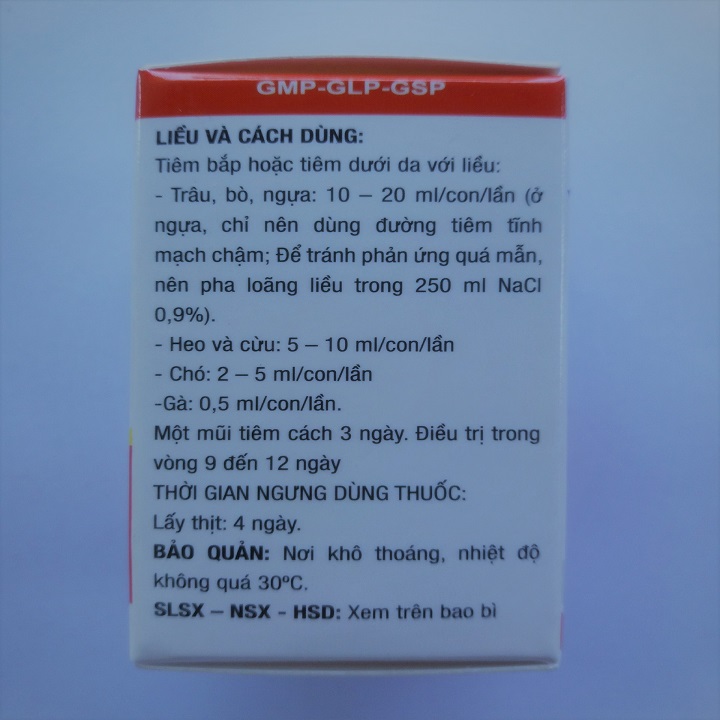 GMP-GLP-GSP
LIỀU VÀ CÁCH DÙNG:
Tiêm bắp hoặc tiêm dưới da với liều:
- Trâu, bò, ngựa: 10 – 20 ml/con/lần (ở
ngựa, chỉ nên dùng đường tiêm tĩnh
mạch chậm; Để tránh phản ứng quá mẫn,
nên pha loãng liều trong 250 ml NaCl
0,9%).
- Heo và cừu: 5 – 10 ml/con/lần
- Chó: 2 – 5 ml/con/lần
-Gà: 0,5 ml/con/lần.
Một mũi tiêm cách 3 ngày. Điều trị trong
vòng 9 đến 12 ngày
THỜI GIAN NGƯNG DÙNG THUỐC:
Lấy thịt: 4 ngày.
BẢO QUẢN: Nơi khô thoáng, nhiệt độ
không quá 30ºC.
SLSX – NSX - HSD: Xem trên bao bì